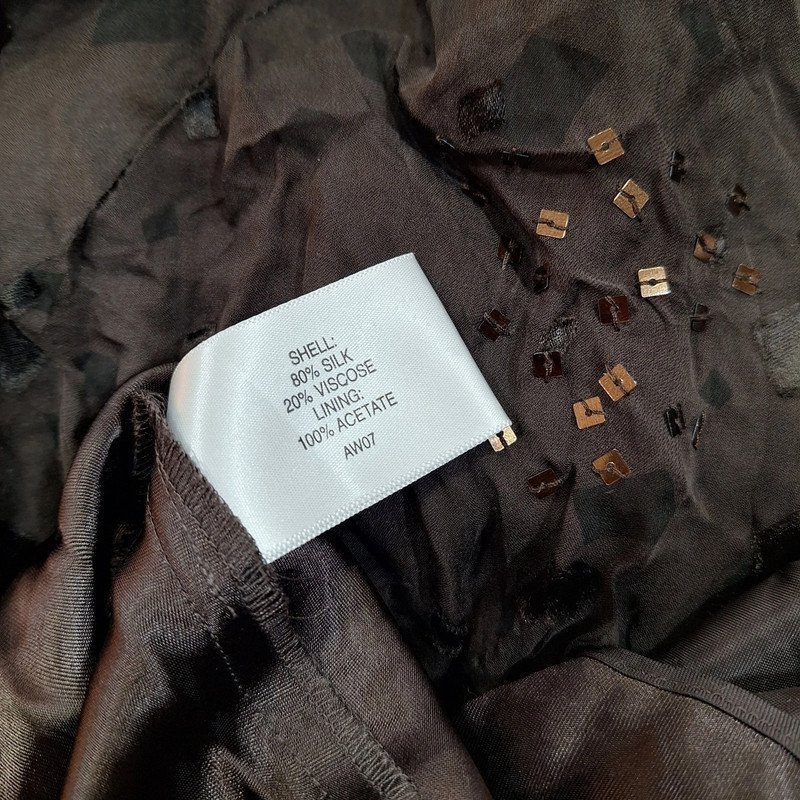 SHELL:
80% SILK
20% VISCOSE
LINING:
100% ACETATE
AW07